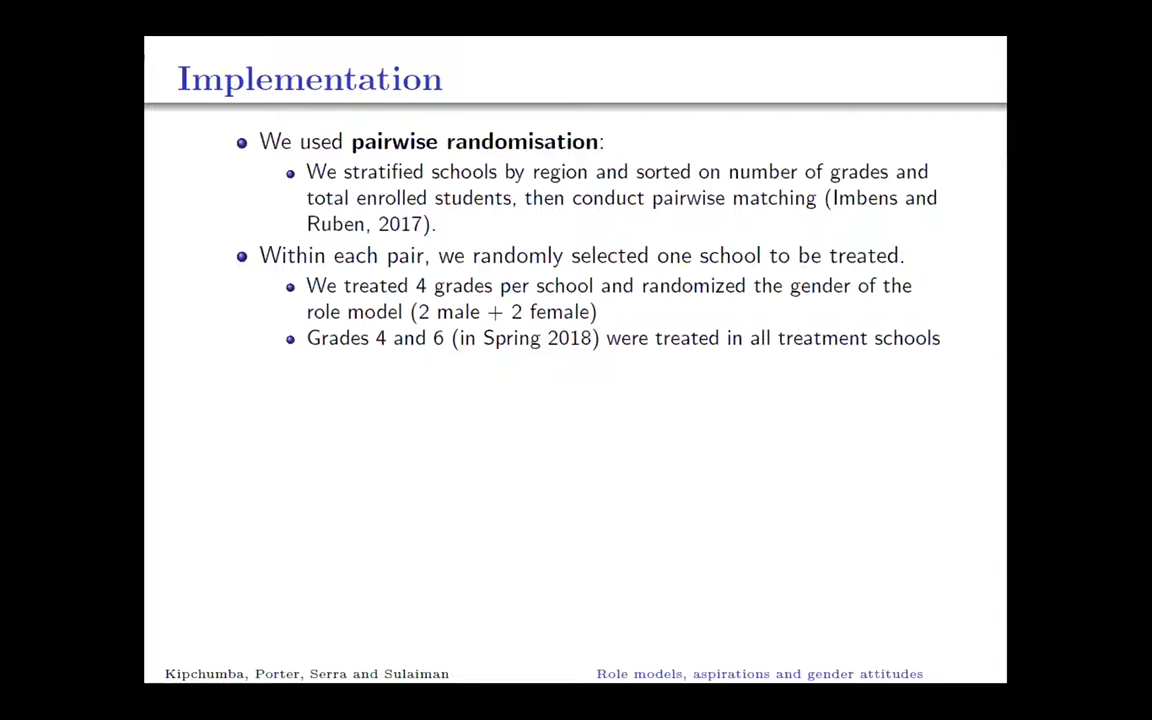 Implementation
We used pairwise randomisation:
We stratified schools by region and sorted on number of grades and
total enrolled students, then conduct pairwise matching (Imbens and
Ruben, 2017).
Within each pair, we randomly selected one school to be treated.
We treated 4 grades per school and randomized the gender of the
role model (2 male + 2 female)
Grades 4 and 6 (in Spring 2018) were treated in all treatment schools
Kipchumba, Porter, Serra and Sulaiman
Role models, aspirations and gender attitudes